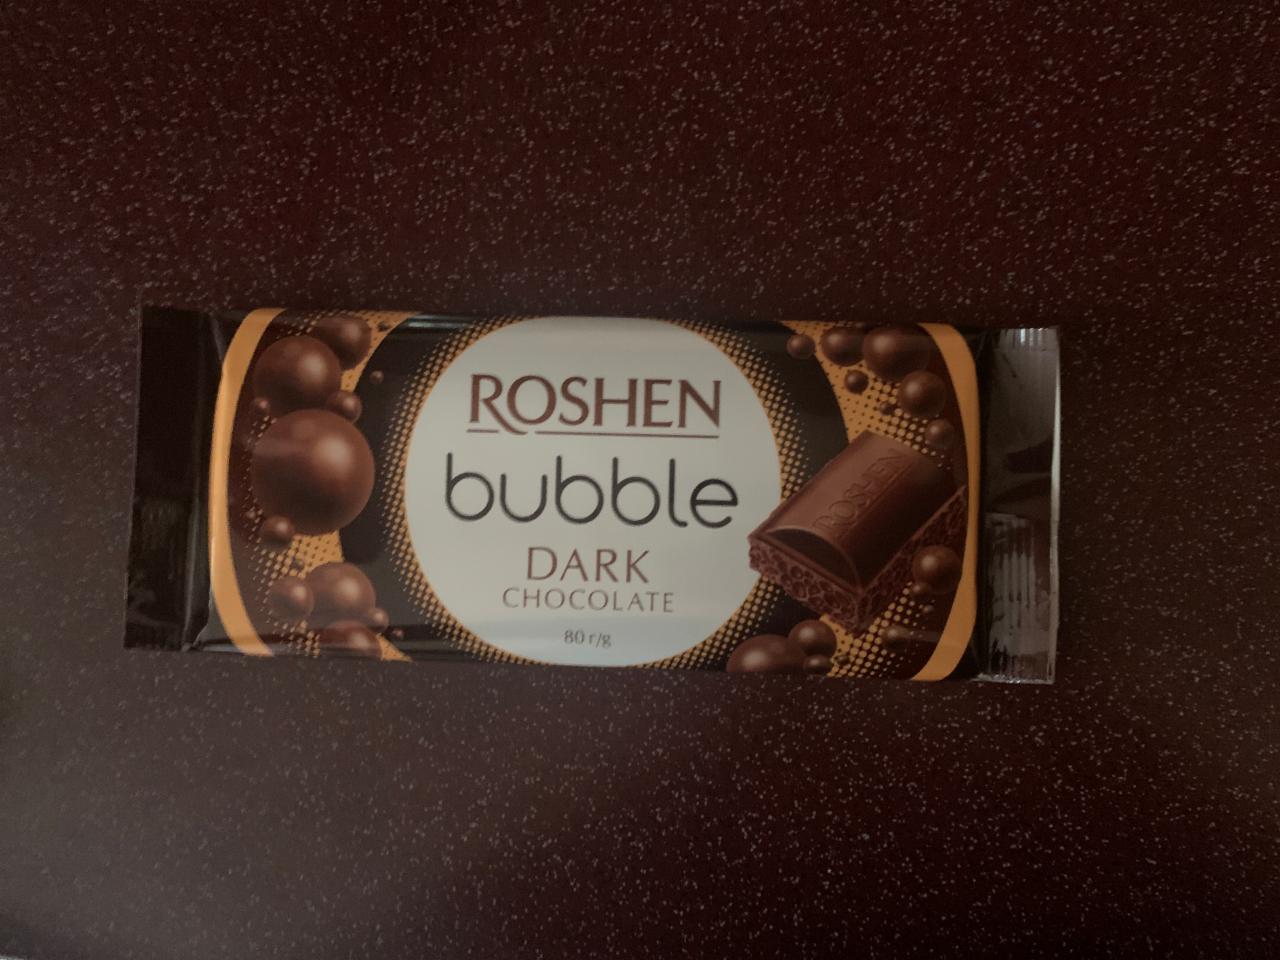 ROSHEN
bubble
DARK
CHOCOLATE
80 г/g
ROSHEN